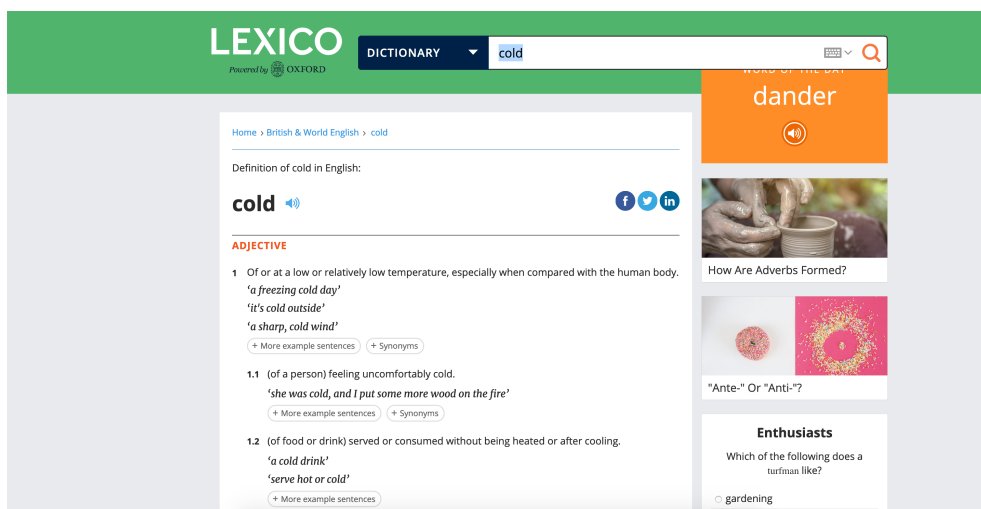 LEXICO
Powered by OXFORD
DICTIONARY
cold
WORD OF THE DAY
dander
Home > British & World English > cold
Definition of cold in English:
cold
ADJECTIVE
1 Of or at a low or relatively low temperature, especially when compared with the human body.
‘a freezing cold day’
‘it's cold outside’
‘a sharp, cold wind’
+ More example sentences + Synonyms
1.1 (of a person) feeling uncomfortably cold.
‘she was cold, and I put some more wood on the fire’
+ More example sentences + Synonyms
1.2 (of food or drink) served or consumed without being heated or after cooling.
‘a cold drink’
‘serve hot or cold’
+ More example sentences
How Are Adverbs Formed?
"Ante-" Or "Anti-"?
Enthusiasts
Which of the following does a
turfman like?
gardening